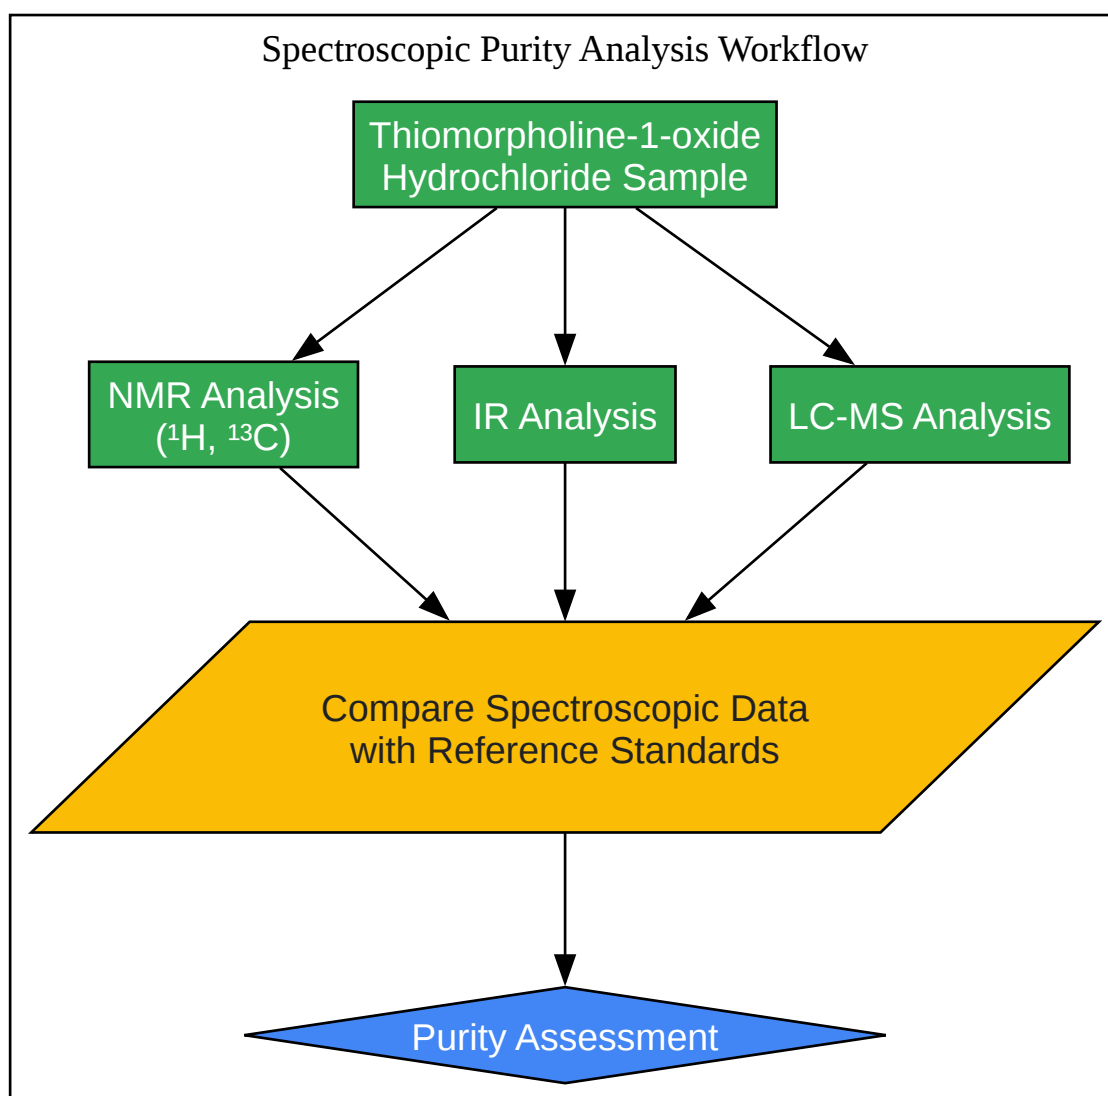 Spectroscopic Purity Analysis Workflow
Thiomorpholine-1-oxide
Hydrochloride Sample
NMR Analysis
(¹H, ¹³C)
IR Analysis
LC-MS Analysis
Compare Spectroscopic Data
with Reference Standards
Purity Assessment